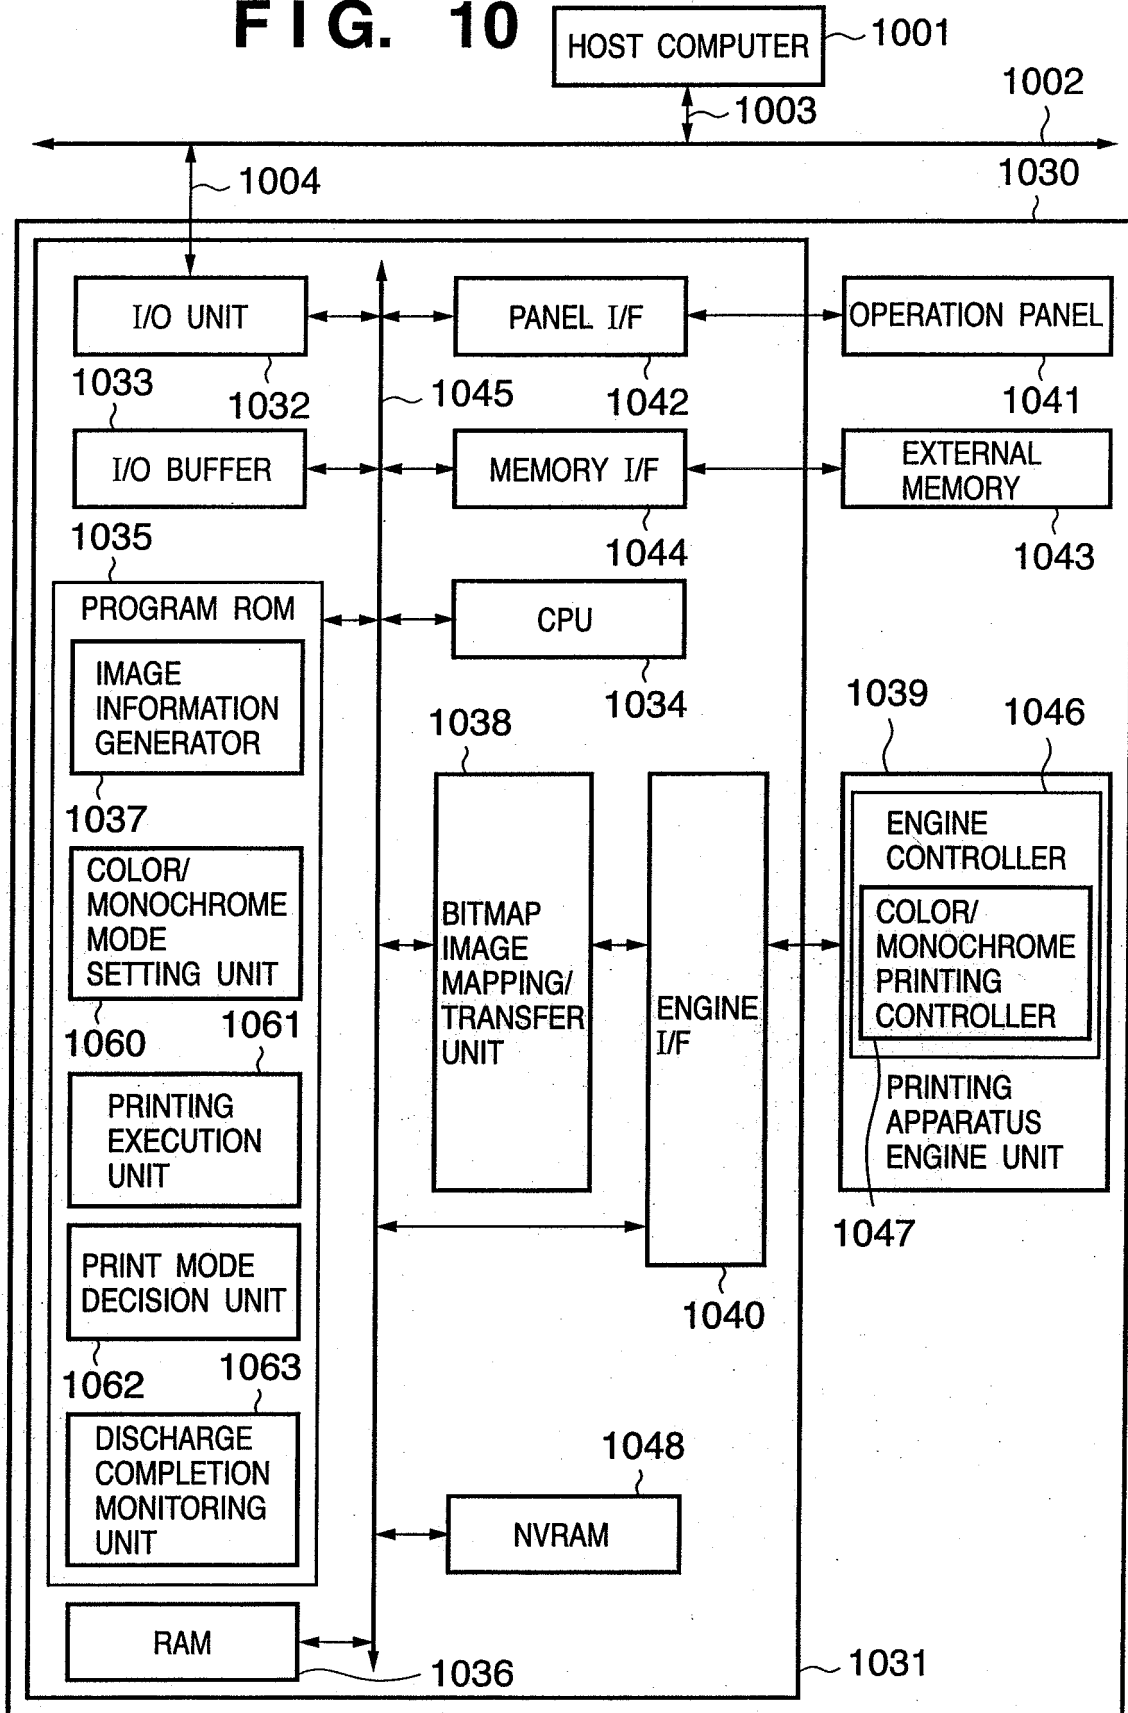 FIG. 10
HOST COMPUTER
1001
1003
1002
1004
1030
I/O UNIT
PANEL I/F
OPERATION PANEL
1033
1032
1045
1042
1041
I/O BUFFER
MEMORY I/F
EXTERNAL
MEMORY
1035
1044
1043
PROGRAM ROM
CPU
1034
IMAGE
INFORMATION
GENERATOR
1037
1038
1039
1046
COLOR/
MONOCHROME
MODE
SETTING UNIT
1060
1061
BITMAP
IMAGE
MAPPING/
TRANSFER
UNIT
ENGINE
I/F
ENGINE
CONTROLLER
COLOR/
MONOCHROME
PRINTING
CONTROLLER
PRINTING
APPARATUS
ENGINE UNIT
1047
PRINTING
EXECUTION
UNIT
1040
PRINT MODE
DECISION UNIT
1062
1063
DISCHARGE
COMPLETION
MONITORING
UNIT
1048
NVRAM
RAM
1036
1031